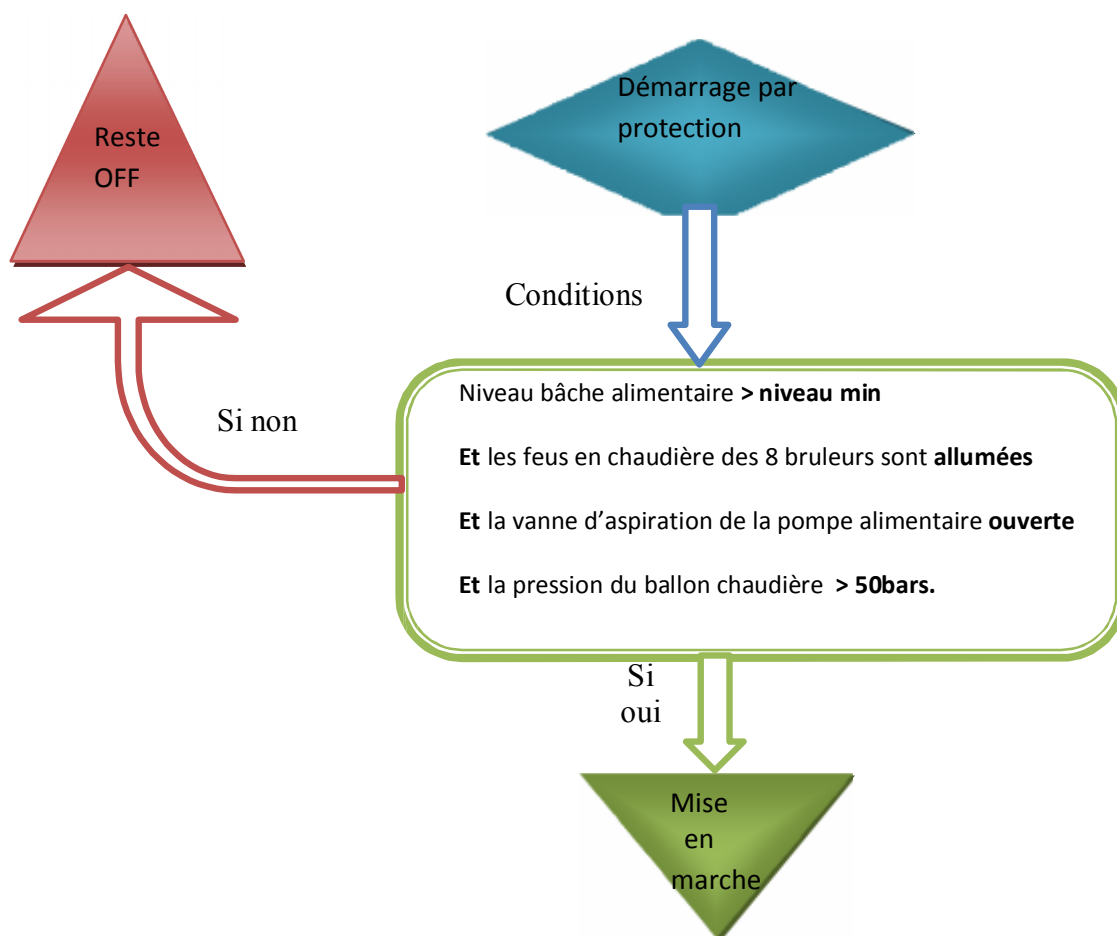 Démarrage par
protection
Reste
OFF
Conditions
Niveau bâche alimentaire > niveau min
Et les feus en chaudière des 8 bruleurs sont allumées
Et la vanne d’aspiration de la pompe alimentaire ouverte
Et la pression du ballon chaudière > 50bars.
Si non
Si
oui
Mise
en
marche